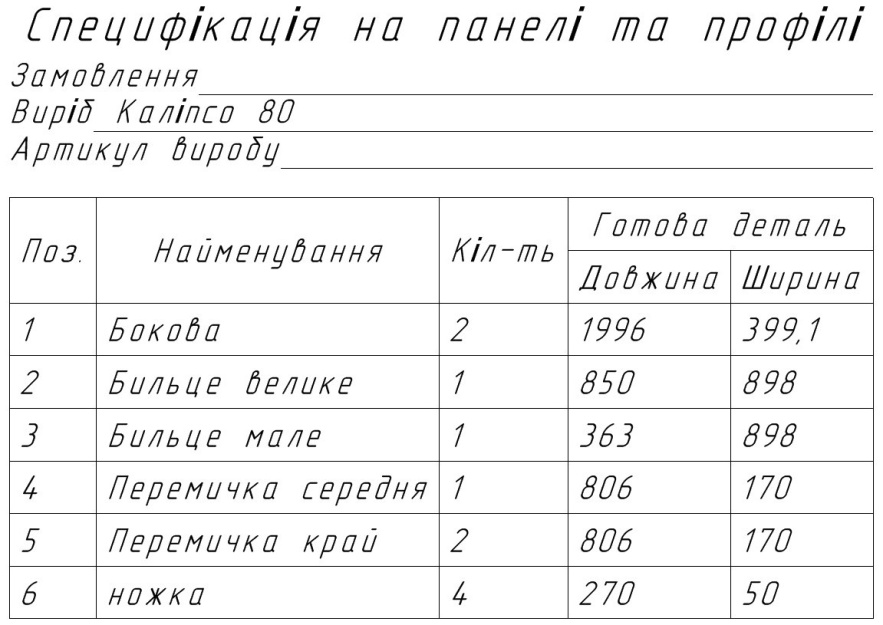 Специфікація на панелі та профілі
Замовлення
Виріб Каліпсо 80
Артикул виробу
Поз. Найменування Кіл-ть Готова деталь
Довжина Ширина
1 Бокова 2 1996 399,1
2 Бильце велике 1 850 898
3 Бильце мале 1 363 898
4 Перемичка середня 1 806 170
5 Перемичка край 2 806 170
6 ножка 4 270 50